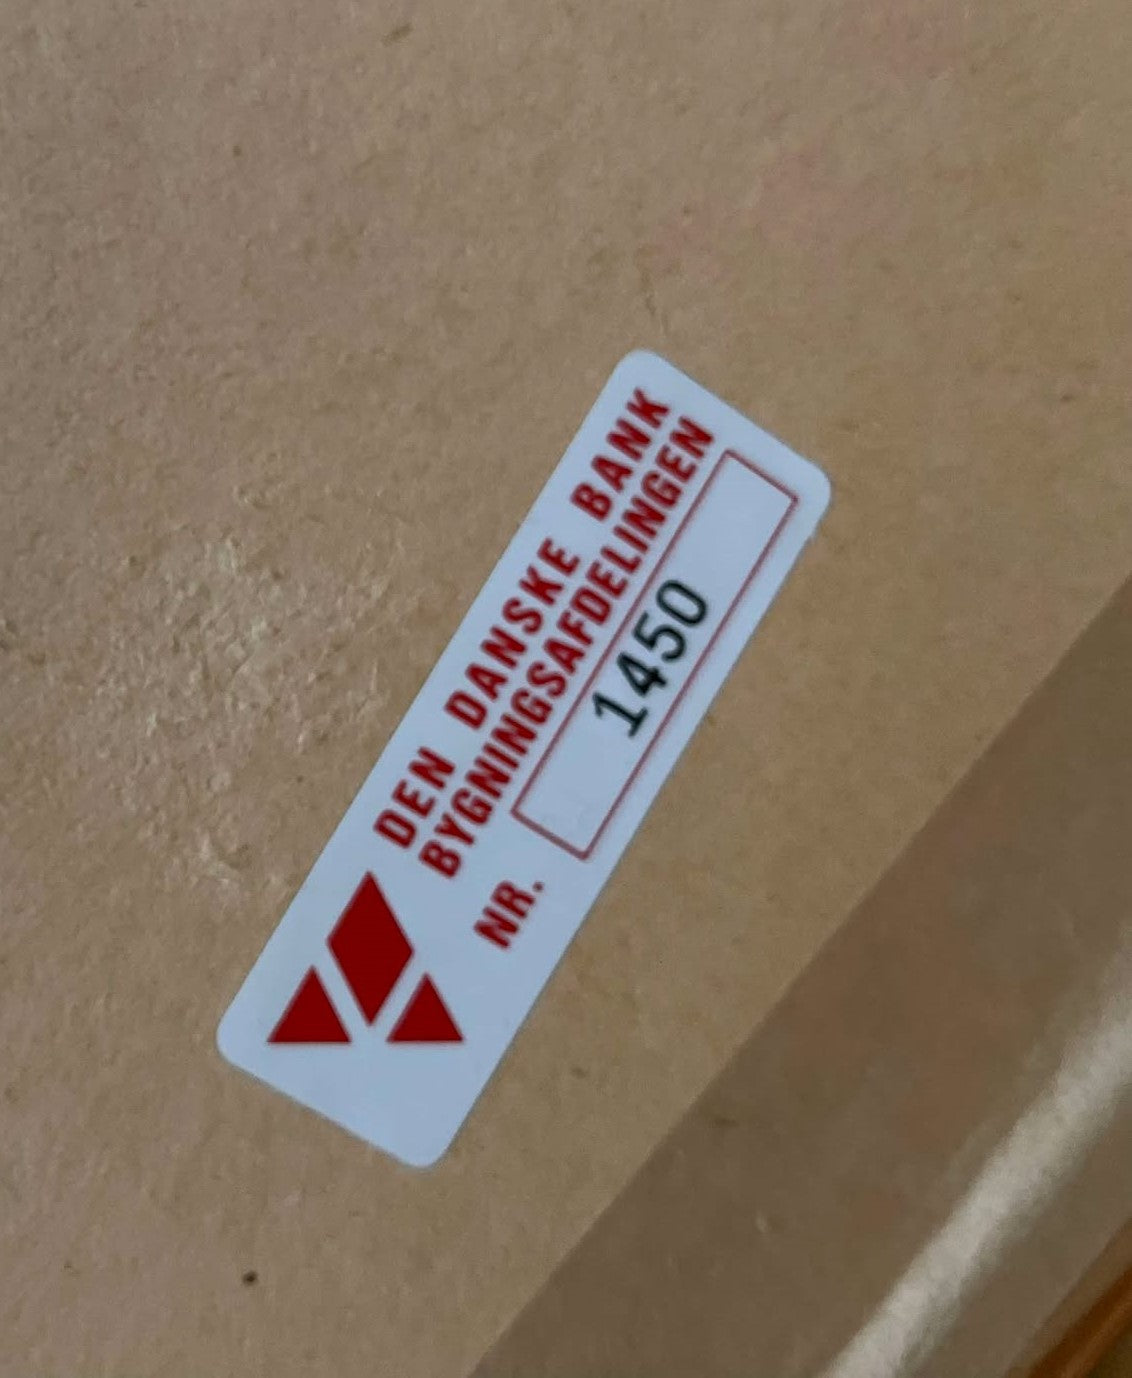 DEN DANSKE BANK
BYGNINGSAFDELINGEN
NR. 1450